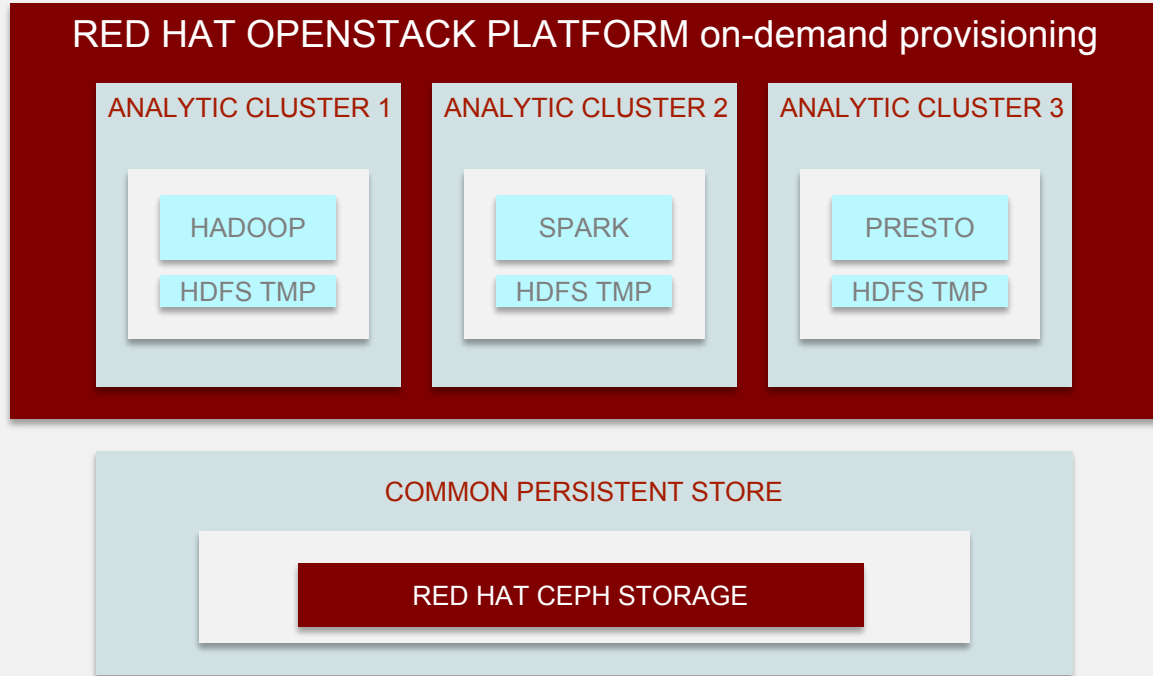 RED HAT OPENSTACK PLATFORM on-demand provisioning
ANALYTIC CLUSTER 1
HADOOP
HDFS TMP
ANALYTIC CLUSTER 2
SPARK
HDFS TMP
ANALYTIC CLUSTER 3
PRESTO
HDFS TMP
COMMON PERSISTENT STORE
RED HAT CEPH STORAGE